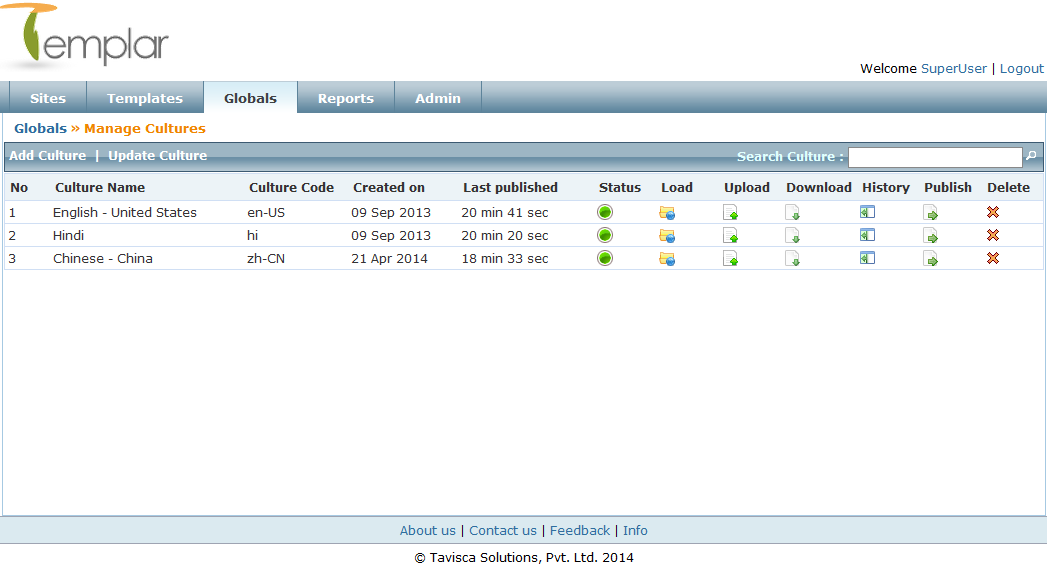 Templar
Welcome SuperUser | Logout
Sites Templates Globals Reports Admin
Globals » Manage Cultures
Add Culture | Update Culture Search Culture :
No Culture Name Culture Code Created on Last published Status Load Upload Download History Publish Delete
1 English - United States en-US 09 Sep 2013 20 min 41 sec
2 Hindi hi 09 Sep 2013 20 min 20 sec
3 Chinese - China zh-CN 21 Apr 2014 18 min 33 sec
About us | Contact us | Feedback | Info
© Tavisca Solutions, Pvt. Ltd. 2014